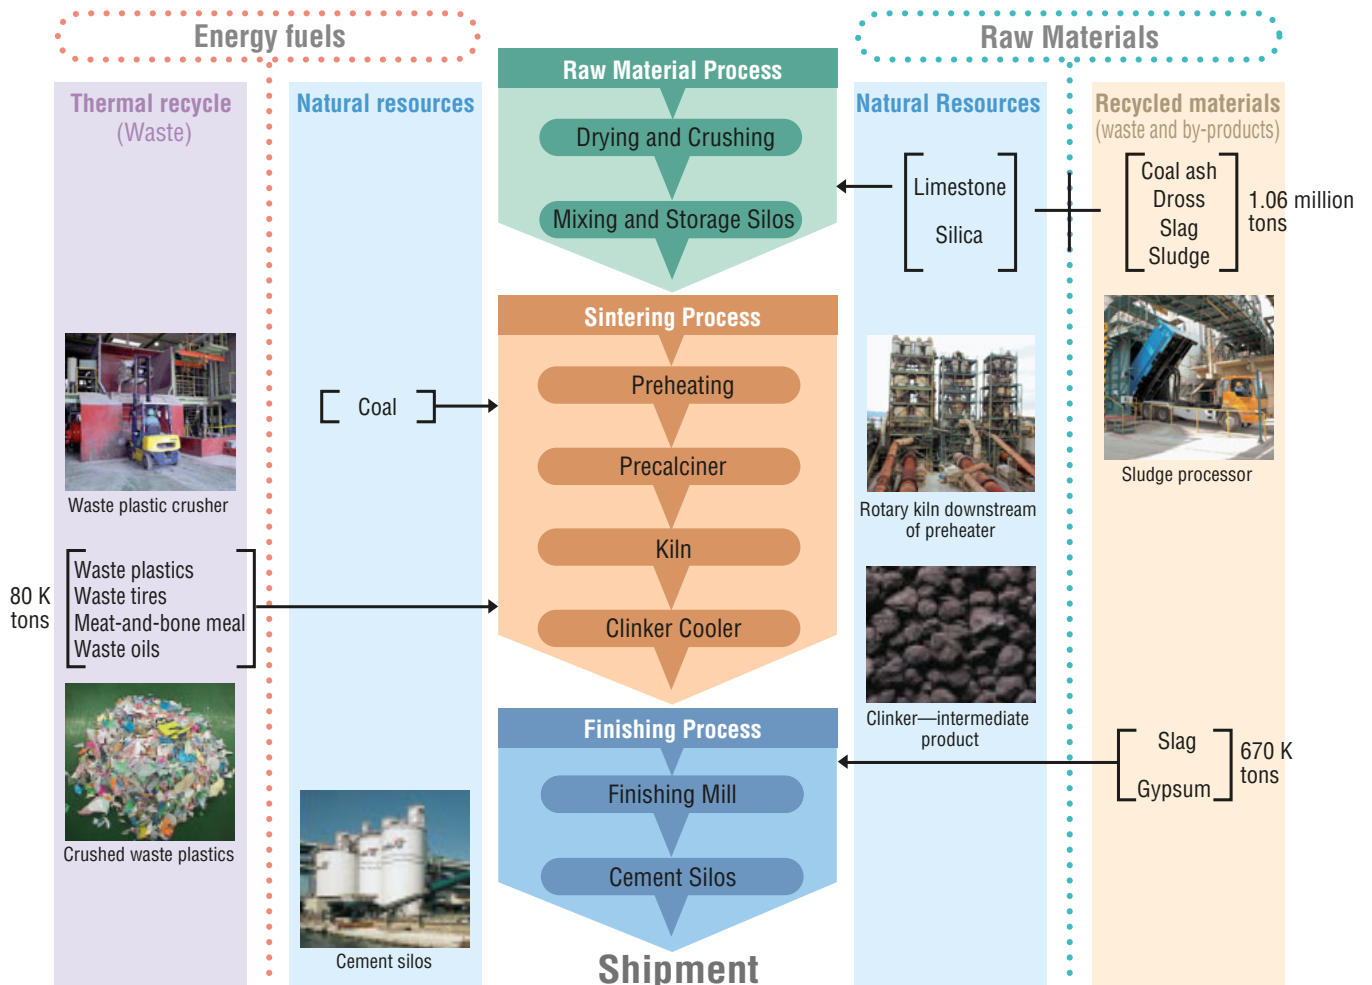 Energy fuels
Raw Materials
Thermal recycle
(Waste)
Natural resources
Raw Material Process
Drying and Crushing
Mixing and Storage Silos
Natural Resources
Limestone
Silica
Recycled materials
(waste and by-products)
Coal ash
Dross
Slag
Sludge
1.06 million
tons
Sintering Process
Preheating
Precalciner
Kiln
Clinker Cooler
Coal
Waste plastic crusher
80 K
tons
Waste plastics
Waste tires
Meat-and-bone meal
Waste oils
Crushed waste plastics
Rotary kiln downstream
of preheater
Sludge processor
Clinker—intermediate
product
Finishing Process
Finishing Mill
Cement Silos
Slag
Gypsum
670 K
tons
Cement silos
Shipment